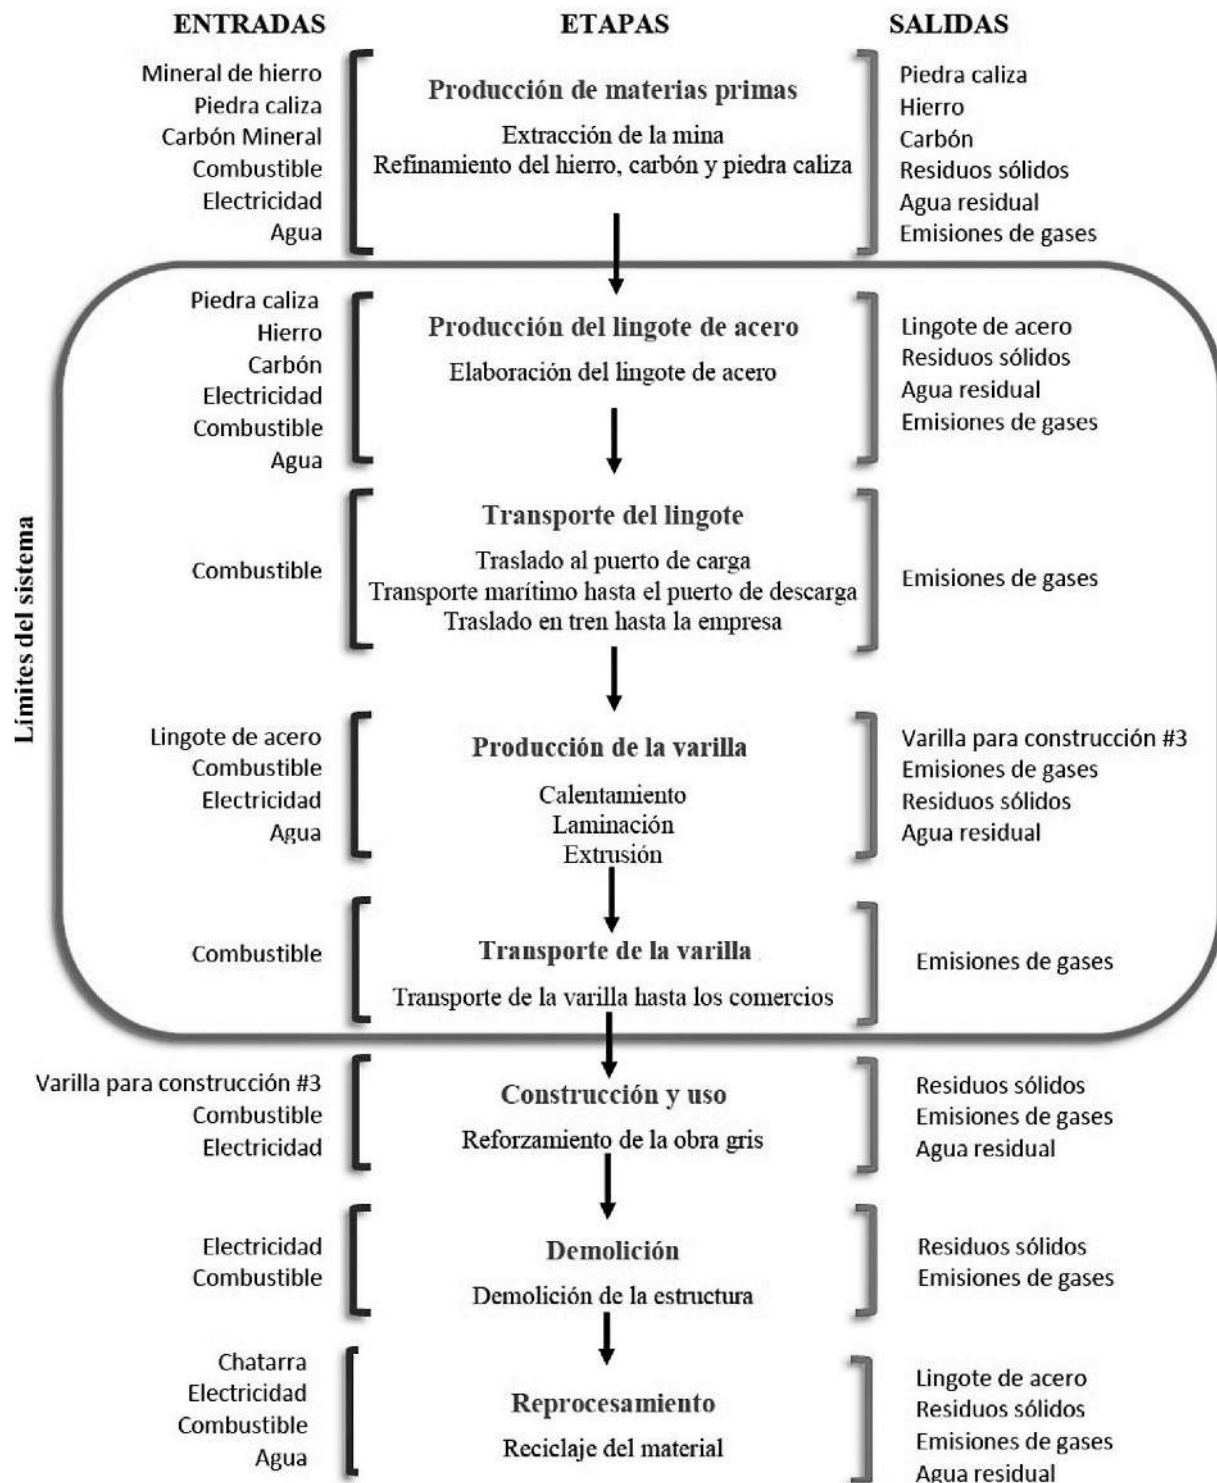 ENTRADAS
ETAPAS
SALIDAS
Mineral de hierro
Piedra caliza
Carbón Mineral
Combustible
Electricidad
Agua
Producción de materias primas
Extracción de la mina
Refinamiento del hierro, carbón y piedra caliza
Piedra caliza
Hierro
Carbón
Residuos sólidos
Agua residual
Emisiones de gases
Límites del sistema
Piedra caliza
Hierro
Carbón
Electricidad
Combustible
Agua
Producción del lingote de acero
Elaboración del lingote de acero
Lingote de acero
Residuos sólidos
Agua residual
Emisiones de gases
Combustible
Transporte del lingote
Traslado al puerto de carga
Transporte marítimo hasta el puerto de descarga
Traslado en tren hasta la empresa
Emisiones de gases
Lingote de acero
Combustible
Electricidad
Agua
Producción de la varilla
Calentamiento
Laminación
Extrusión
Varilla para construcción #3
Emisiones de gases
Residuos sólidos
Agua residual
Combustible
Transporte de la varilla
Transporte de la varilla hasta los comercios
Emisiones de gases
Varilla para construcción #3
Combustible
Electricidad
Construcción y uso
Reforzamiento de la obra gris
Residuos sólidos
Emisiones de gases
Agua residual
Electricidad
Combustible
Demolición
Demolición de la estructura
Residuos sólidos
Emisiones de gases
Chatarra
Electricidad
Combustible
Agua
Reprocesamiento
Reciclaje del material
Lingote de acero
Residuos sólidos
Emisiones de gases
Agua residual